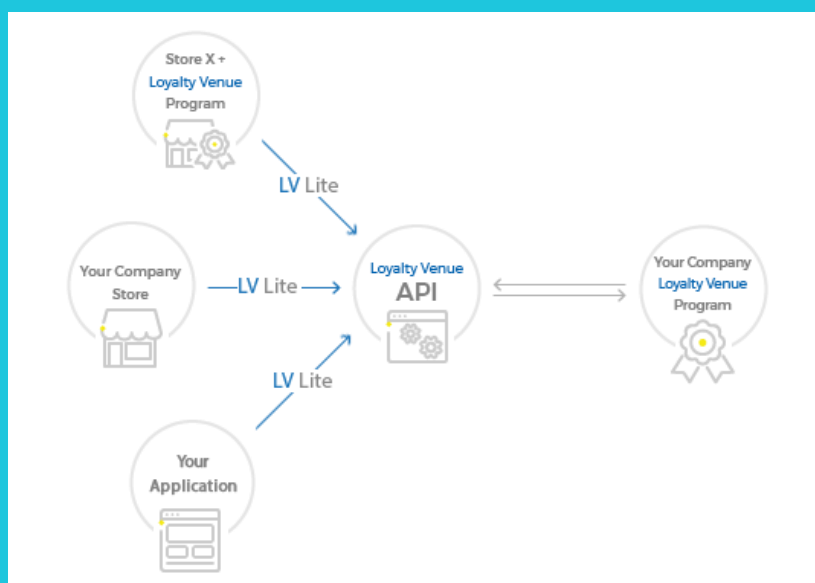 Store X +
Loyalty Venue
Program
LV Lite
Your Company
Store
LV Lite
Loyalty Venue
API
Your Company
Loyalty Venue
Program
LV Lite
Your
Application